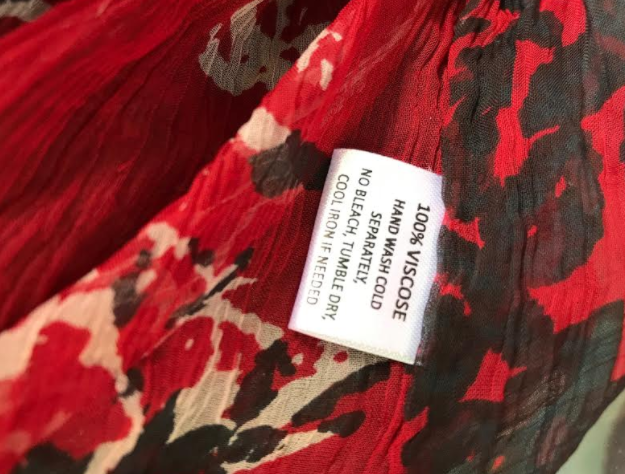 100% VISCOSE
HAND WASH COLD
SEPARATELY,
NO BLEACH, TUMBLE DRY,
COOL IRON IF NEEDED